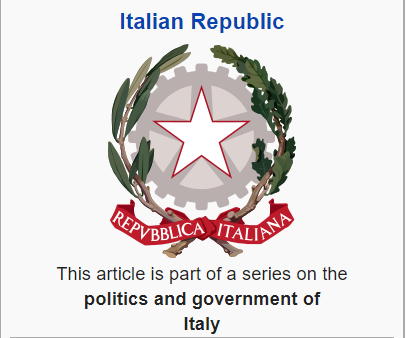 Italian Republic
REPVBBLICA ITALIANA
This article is part of a series on the
politics and government of
Italy